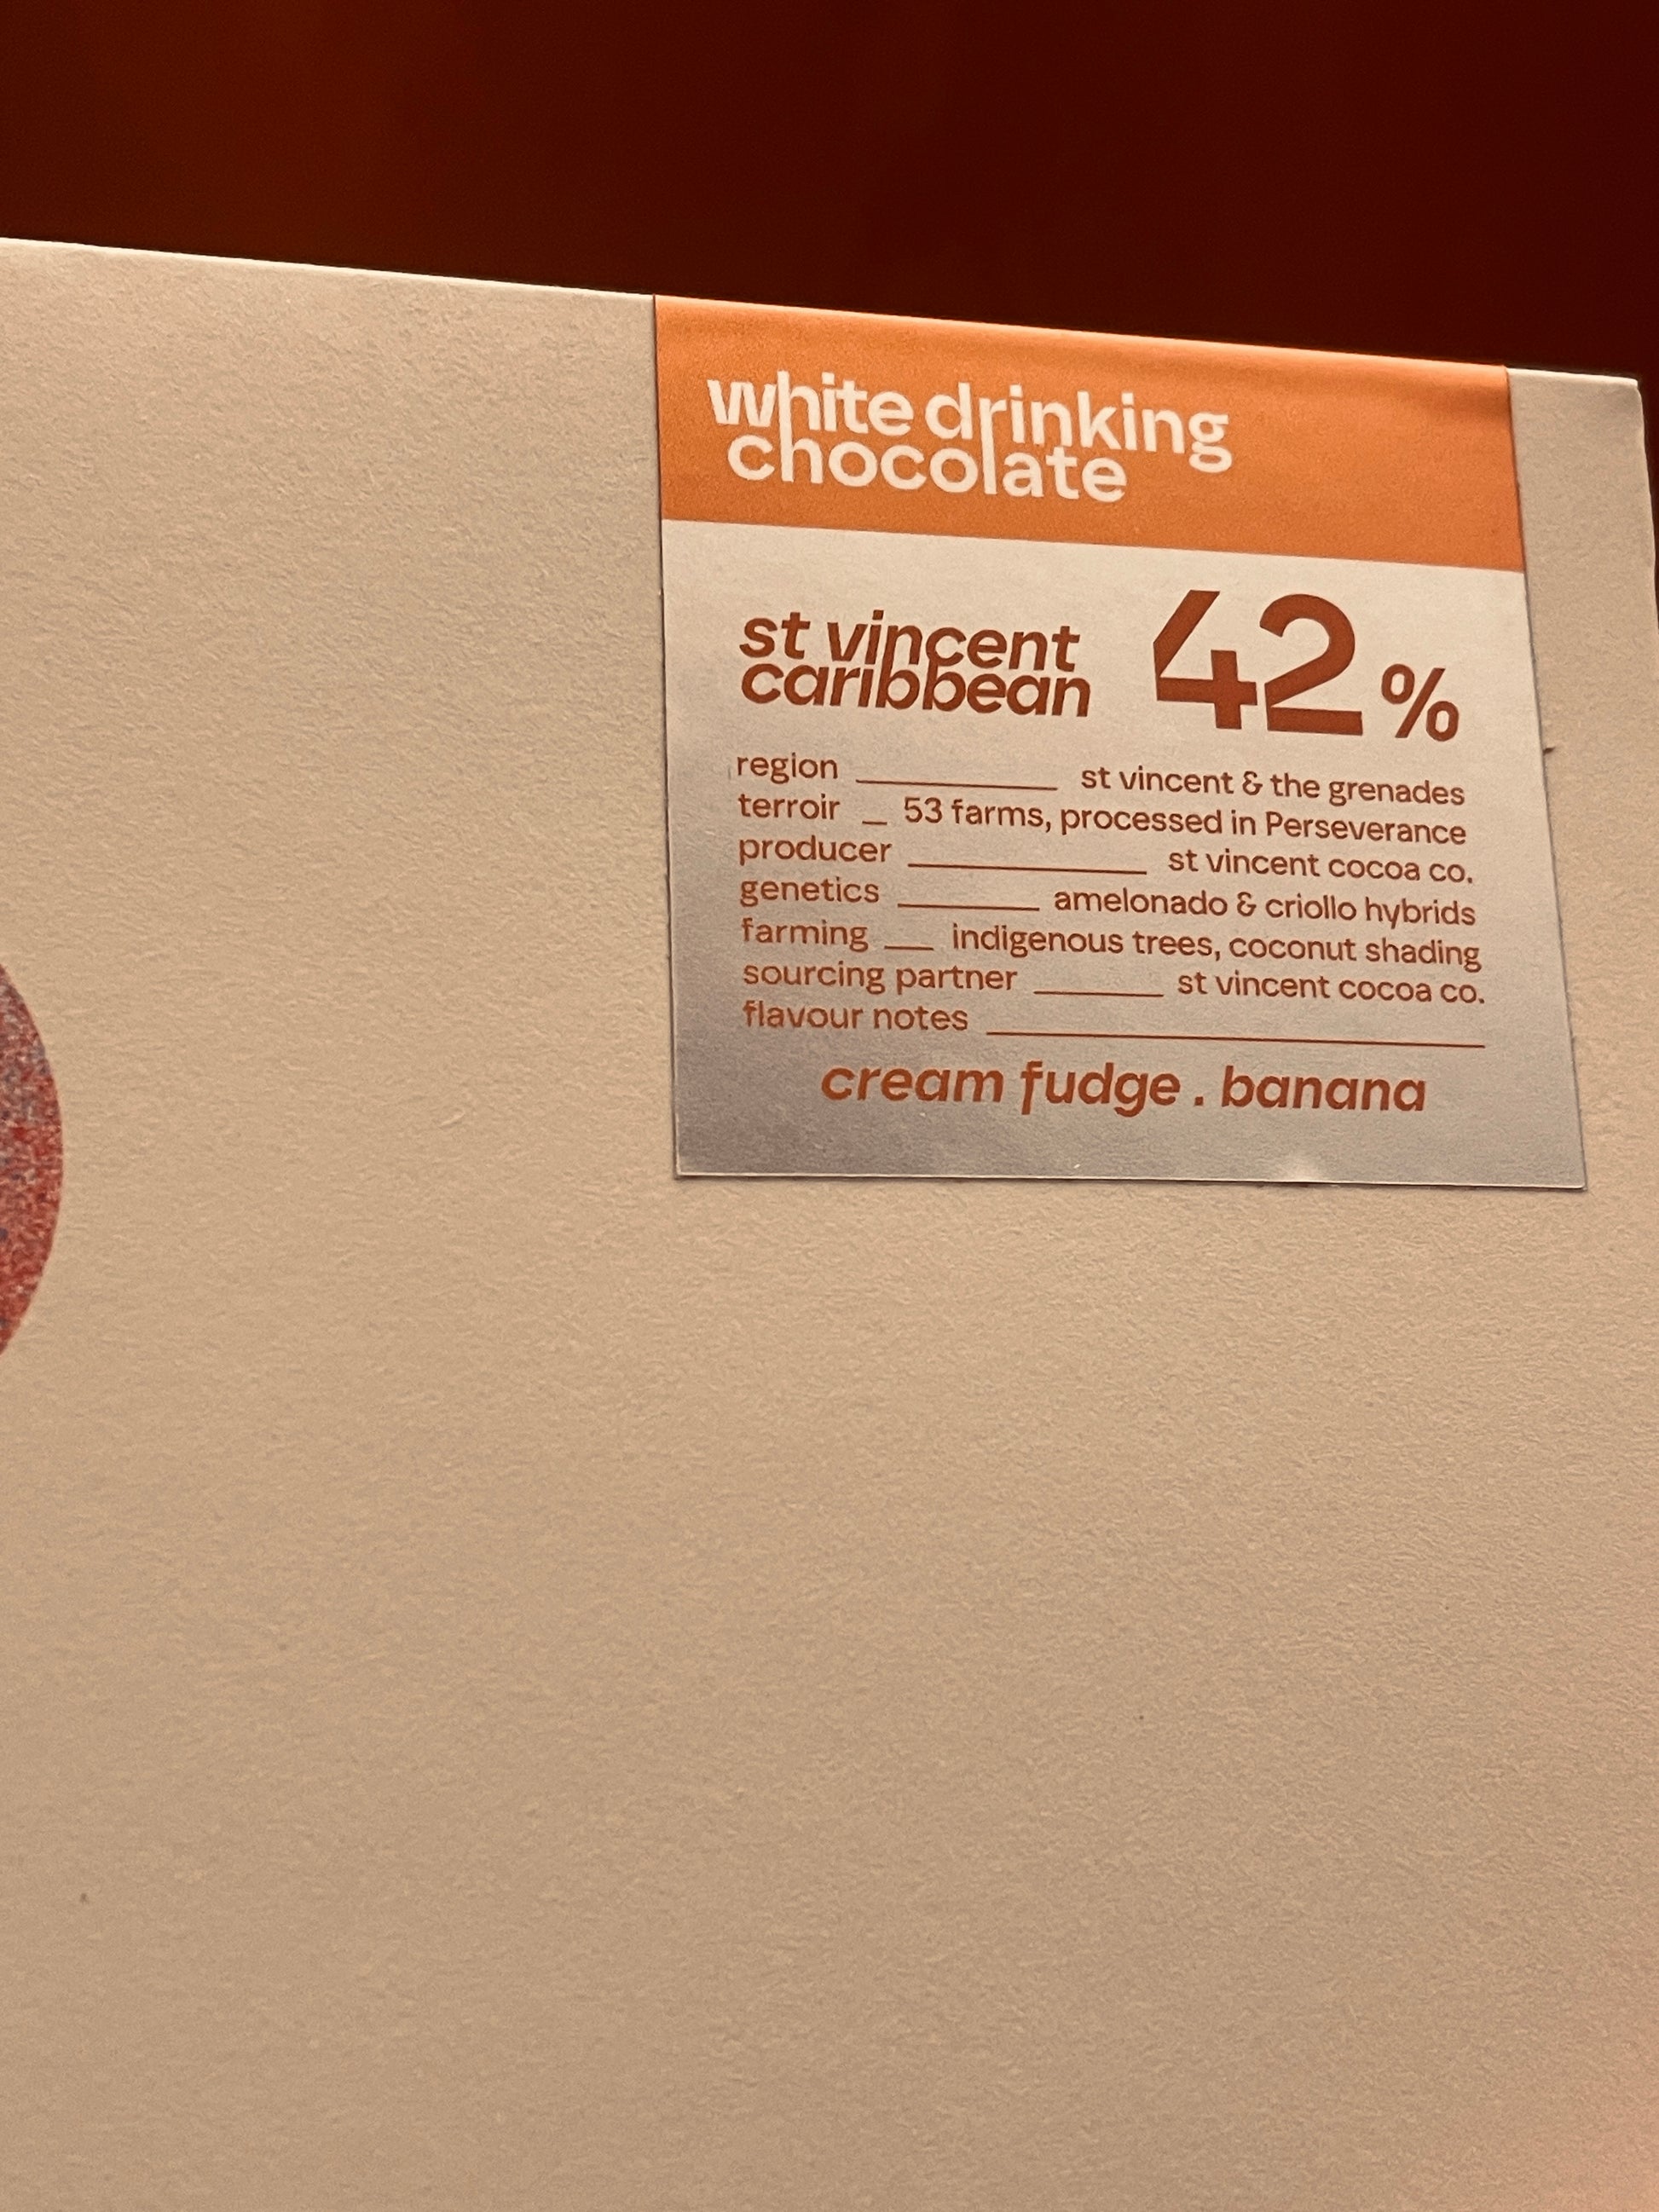 white drinking
chocolate
st vincent
caribbean
42%
region st vincent & the grenades
terroir 53 farms, processed in Perseverance
producer st vincent cocoa co.
genetics amelonado & criollo hybrids
farming indigenous trees, coconut shading
sourcing partner st vincent cocoa co.
flavour notes
cream fudge . banana